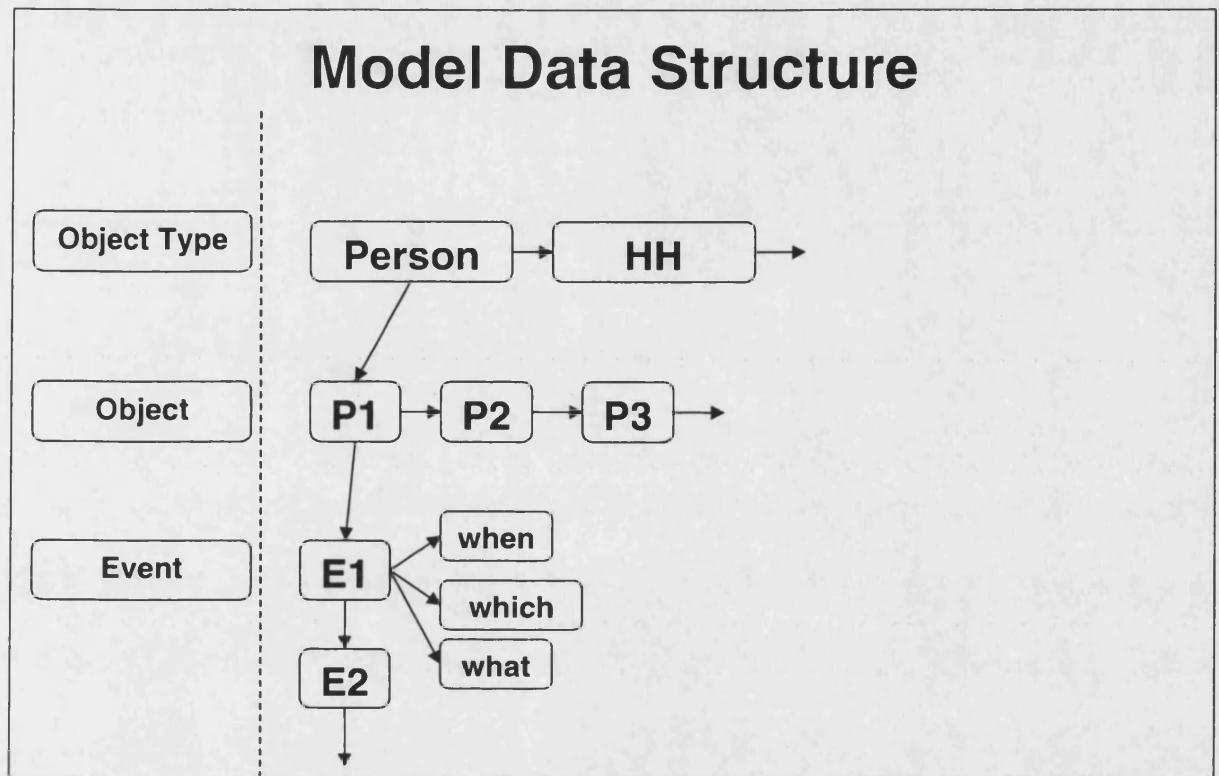 Model Data Structure
Object Type
Person
HH
Object
P1
P2
P3
Event
E1
when
which
what
E2